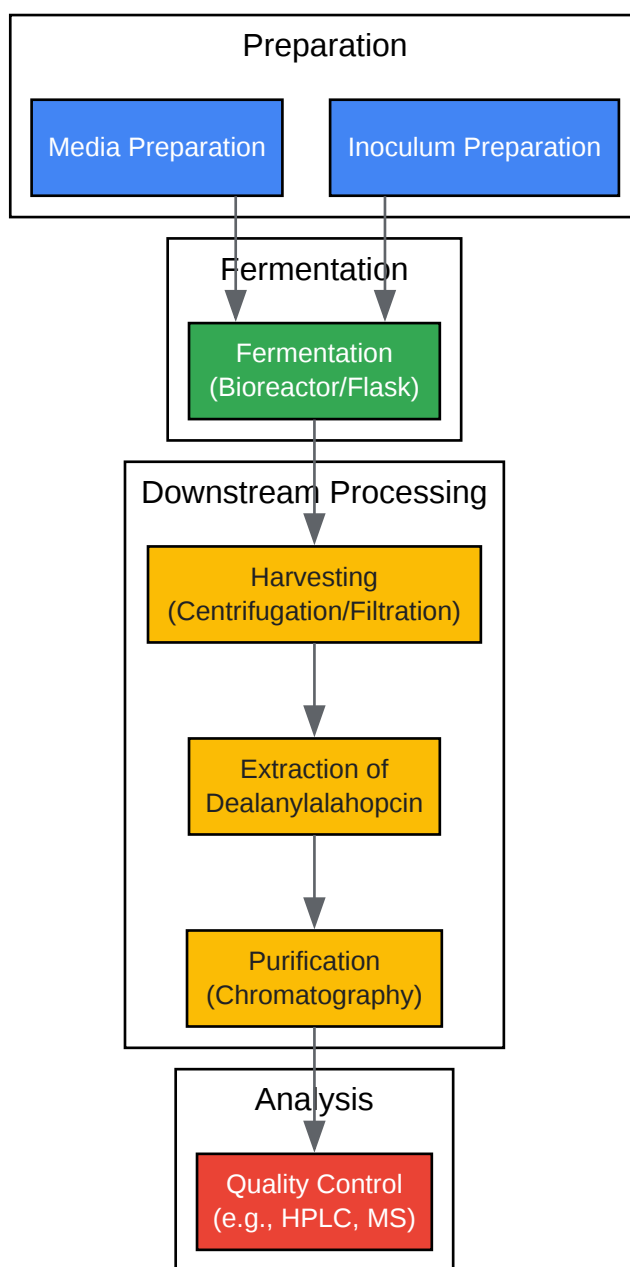 Preparation
Media Preparation
Inoculum Preparation
Fermentation
Fermentation
(Bioreactor/Flask)
Downstream Processing
Harvesting
(Centrifugation/Filtration)
Extraction of
Dealanylalahopcin
Purification
(Chromatography)
Analysis
Quality Control
(e.g., HPLC, MS)